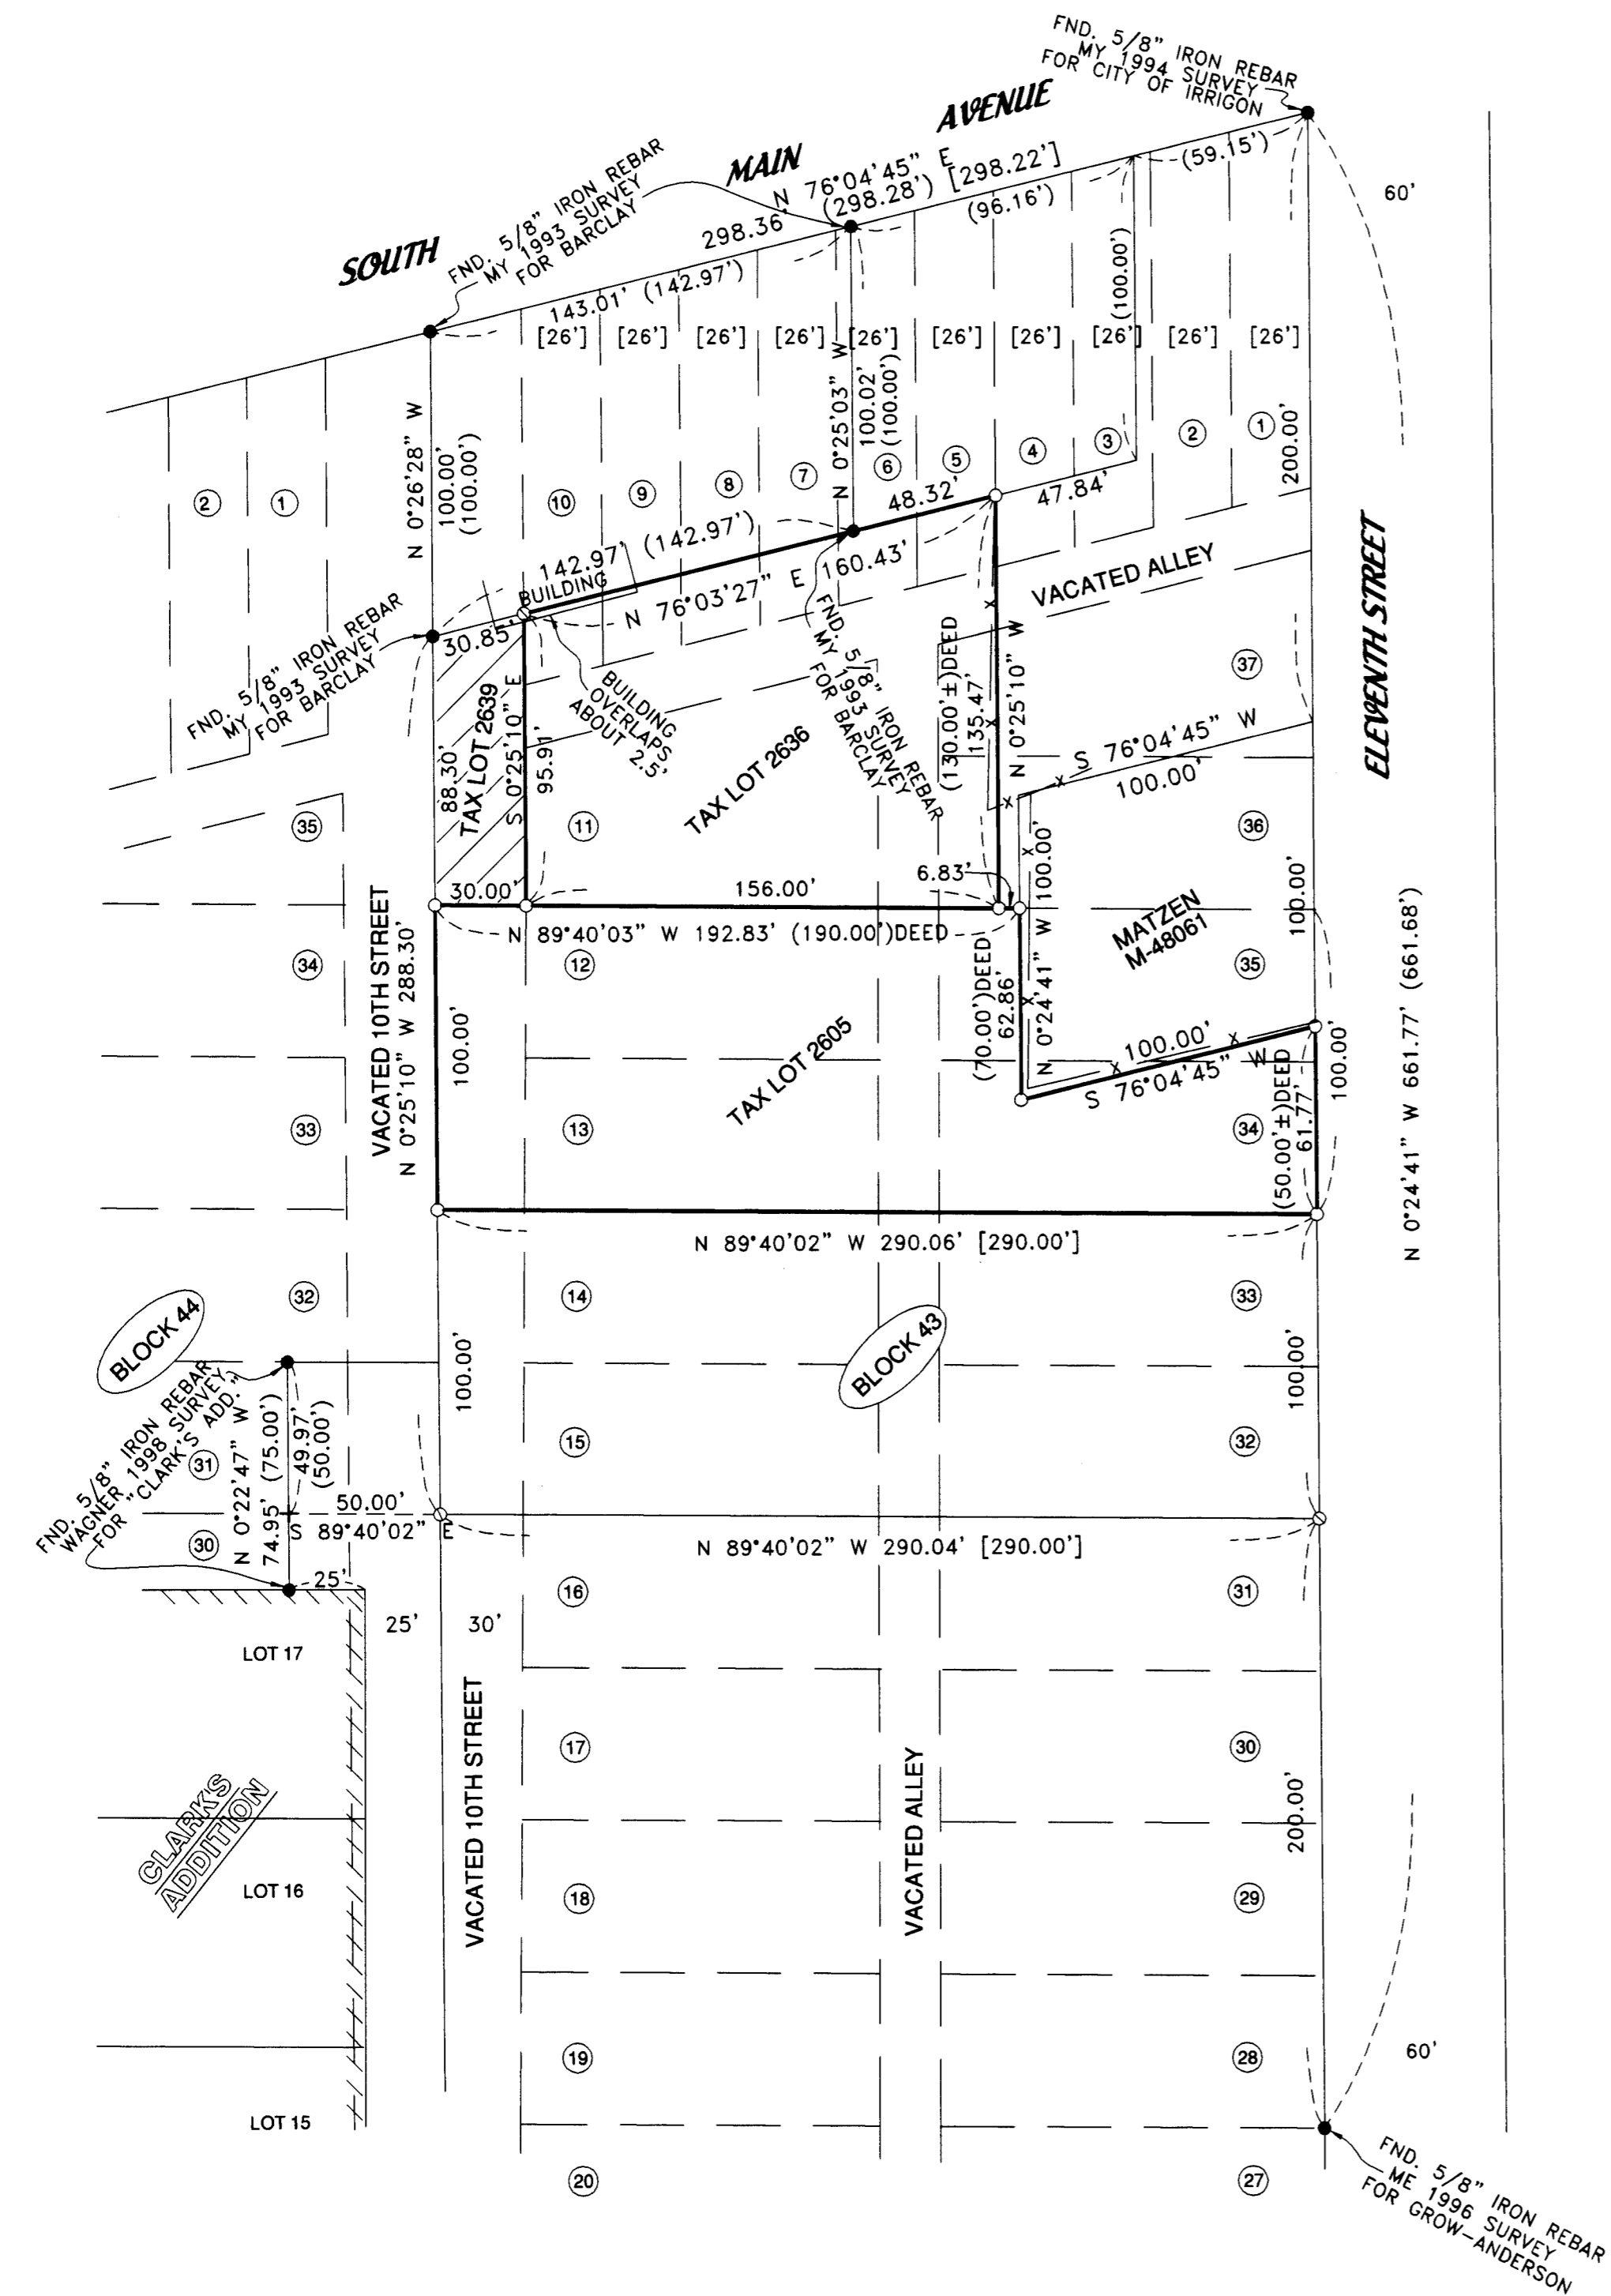 FND. 5/8" IRON REBAR
MY 1994 SURVEY
FOR CITY OF IRRIGON
SOUTH MAIN AVENUE
FND. 5/8" IRON REBAR
MY 1993 SURVEY
FOR BARCLAY
N 76°04'45" E
298.36' (298.28') [298.22']
(59.15')
60'
(96.16')
143.01' (142.97')
(100.00')
[26'] [26'] [26'] [26'] [26'] [26'] [26'] [26'] [26'] [26']
N 0°26'28" W
100.00'
(100.00')
N 0°25'03" W
100.02'
(100.00')
200.00'
2 1 10 9 8 7 6 5 4 3 2 1
48.32'
47.84'
142.97' (142.97')
BUILDING
N 76°03'27" E 160.43'
VACATED ALLEY
ELEVENTH STREET
FND. 5/8" IRON REBAR
MY 1993 SURVEY
FOR BARCLAY
30.85'
FND. 5/8" IRON REBAR
MY 1993 SURVEY
FOR BARCLAY
BUILDING
OVERLAPS
ABOUT 2.5'
88.30'
TAX LOT 2639
S 0°25'10" E
95.91'
TAX LOT 2636
(130.00'±)DEED
135.47'
N 0°25'10" W
37
S 76°04'45" W
100.00'
35
11
36
30.00'
156.00'
6.83'
100.00'
N 89°40'03" W 192.83' (190.00')DEED
MATZEN
M-48061
VACATED 10TH STREET
N 0°25'10" W 288.30'
34
12
35
(70.00')DEED
62.86'
N 0°24'41" W 100.00'
N 0°24'41" W 661.77' (661.68')
100.00'
TAX LOT 2605
100.00'
S 76°04'45" W
100.00'
(50.00'±)DEED
61.77'
33
13
34
N 89°40'02" W 290.06' [290.00']
32
14
33
BLOCK 44
BLOCK 43
100.00'
100.00'
FND. 5/8" IRON REBAR
WAGNER 1998 SURVEY
FOR "CLARK'S ADD."
31
N 0°22'47" W
74.95' (75.00')
49.97'
(50.00')
15
32
50.00'
S 89°40'02" E
30
N 89°40'02" W 290.04' [290.00']
25'
16
31
25' 30'
LOT 17
VACATED 10TH STREET
VACATED ALLEY
17
30
200.00'
CLARK'S
ADDITION
LOT 16
18
29
19
28
60'
LOT 15
20
27
FND. 5/8" IRON REBAR
ME 1996 SURVEY
FOR GROW-ANDERSON